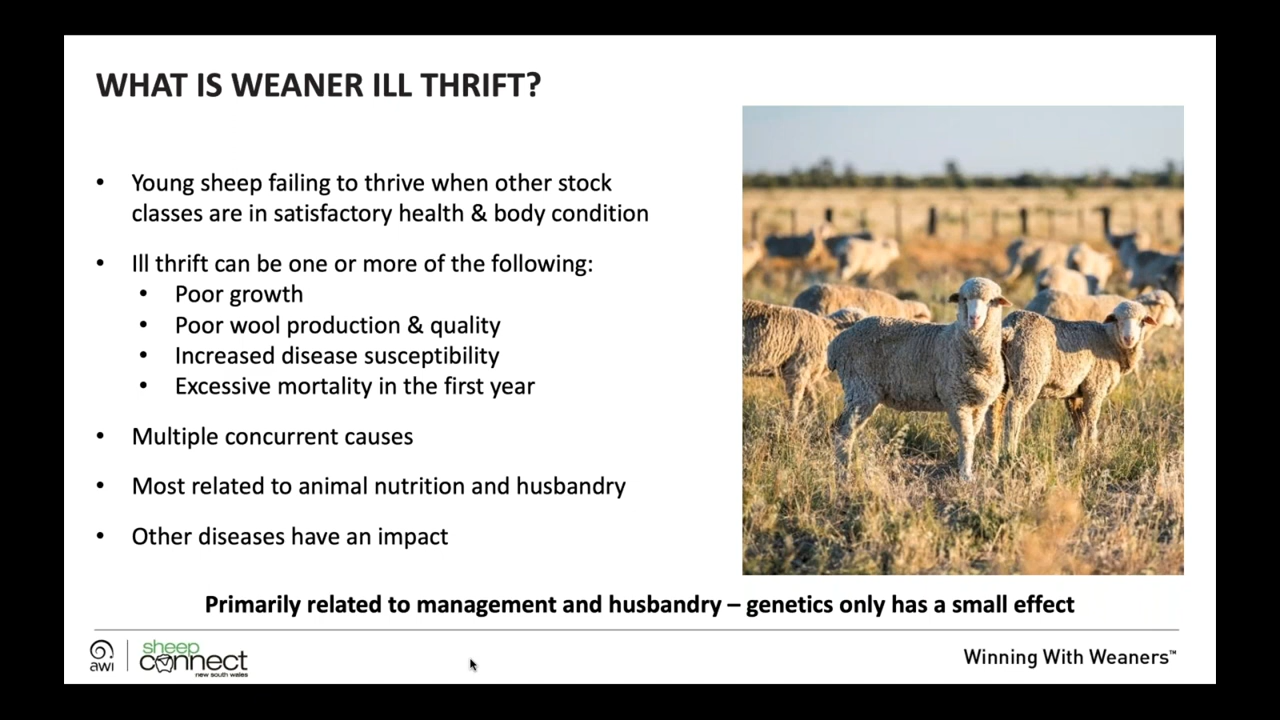 WHAT IS WEANER ILL THRIFT?
• Young sheep failing to thrive when other stock
classes are in satisfactory health & body condition
• Ill thrift can be one or more of the following:
• Poor growth
• Poor wool production & quality
• Increased disease susceptibility
• Excessive mortality in the first year
• Multiple concurrent causes
• Most related to animal nutrition and husbandry
• Other diseases have an impact
Primarily related to management and husbandry – genetics only has a small effect
awi
sheep
connect
new south wales
Winning With Weaners™